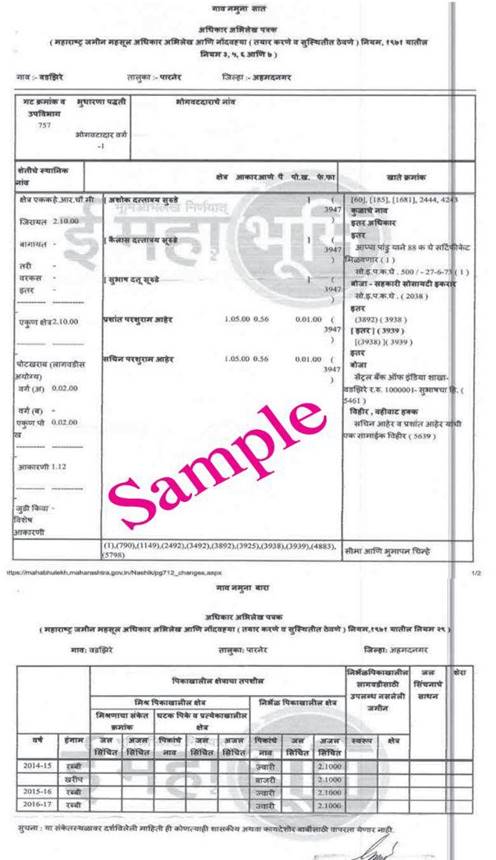 गाव नमुना सात
अधिकार अभिलेख पत्रक
( महाराष्ट्र जमीन महसूल अधिकार अभिलेख आणि नोंदवह्या ( तयार करणे व सुस्थितीत ठेवणे ) नियम, १९७१ यातील
नियम ३, ५, ६ आणि ७ )
गाव :- वडझिरे तालुका :- पारनेर जिल्हा :- अहमदनगर
गट क्रमांक व उपविभाग
757
भुधारणा पद्धती
भोगवटादार वर्ग -1
भोगवटादाराचे नांव
शेतीचे स्थानिक नांव
क्षेत्र आकार आणे पै पो.ख. फे.फा
खाते क्रमांक
क्षेत्र एकक हे.आर.चौ मी
जिरायत 2.10.00
बागायत -
तरी -
वरकस -
इतर -
एकुण क्षेत्र 2.10.00
पोटखराब (लागवडीस अयोग्य)
वर्ग (अ) 0.02.00
वर्ग (ब) -
एकुण पो ख 0.02.00
आकारणी 1.12
जुडी किंवा विशेष आकारणी -
[ अशोक दत्तात्रय सुरुडे ] ( 3947 )
[ कैलास दत्तात्रय सुरुडे ] ( 3947 )
[ सुभाष दतू सुरुडे ] ( 3947 )
प्रशांत परशुराम आहेर 1.05.00 0.56 0.01.00 ( 3947 )
सचिन परशुराम आहेर 1.05.00 0.56 0.01.00 ( 3947 )
[60], [185], [1681], 2444, 4243
कुळाचे नाव
इतर अधिकार
इतर
आप्पा पांडु याने 88 क चे सर्टिफीकेट
मिळवणार ( 1 )
सो.ई.प.क.घे . 500 / - 27-6-73 ( 1 )
बोजा - सहकारी सोसायटी इकरार
सो.ई.प.क.घे . ( 2038 )
इतर
(3892) ( 3938 )
[ इतर ] ( 3939 )
[(3938) ]( 3939 )
इतर
बोजा
सेंट्रल बँक ऑफ इंडिया शाखा-
वडझिरे र.रु. 1000001- सुभाषचा हि. (
5461 )
विहीर , वहीवाट हक्क
सचिन आहेर व प्रशांत आहेर यांची
एक सामाईक विहीर ( 5639 )
ई महाभूमि
Sample
(1),(790),(1149),(2492),(3492),(3892),(3925),(3938),(3939),(4883),
(5798)
सीमा आणि भुमापन चिन्हे
ttps://mahabhulekh.maharashtra.gov.in/Nashik/pg712_changes.aspx 1/2
गाव नमुना बारा
अधिकार अभिलेख पत्रक
( महाराष्ट्र जमीन महसूल अधिकार अभिलेख आणि नोंदवह्या ( तयार करणे व सुस्थितीत ठेवणे ) नियम,१९७१ यातील नियम २९ )
गाव: वडझिरे तालुका: पारनेर जिल्हा: अहमदनगर
पिकाखालील क्षेत्राचा तपशील
निर्भेळ पिकाखालील लागवडीसाठी उपलब्ध नसलेली जमीन
जल सिंचनाचे साधन
शेरा
मिश्र पिकाखालील क्षेत्र
निर्भेळ पिकाखालील क्षेत्र
मिश्रणाचा संकेत क्रमांक
घटक पिके व प्रत्येकाखालील क्षेत्र
वर्ष हंगाम जल सिंचित अजल सिंचित पिकांचे नाव जल सिंचित अजल सिंचित पिकांचे नाव जल सिंचित अजल सिंचित स्वरूप क्षेत्र
2014-15 रब्बी ज्वारी 2.1000
खरीप बाजरी 2.1000
2015-16 रब्बी ज्वारी 2.1000
2016-17 रब्बी ज्वारी 2.1000
सुचना : या संकेतस्थळावर दर्शविलेली माहिती ही कोणत्याही शासकीय अथवा कायदेशीर बाबींसाठी वापरता येणार नाही.